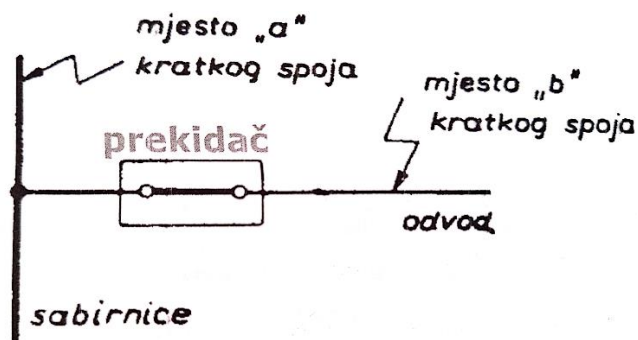 mjesto „a"
kratkog spoja
mjesto „b"
kratkog spoja
prekidač
odvod
sabirnice